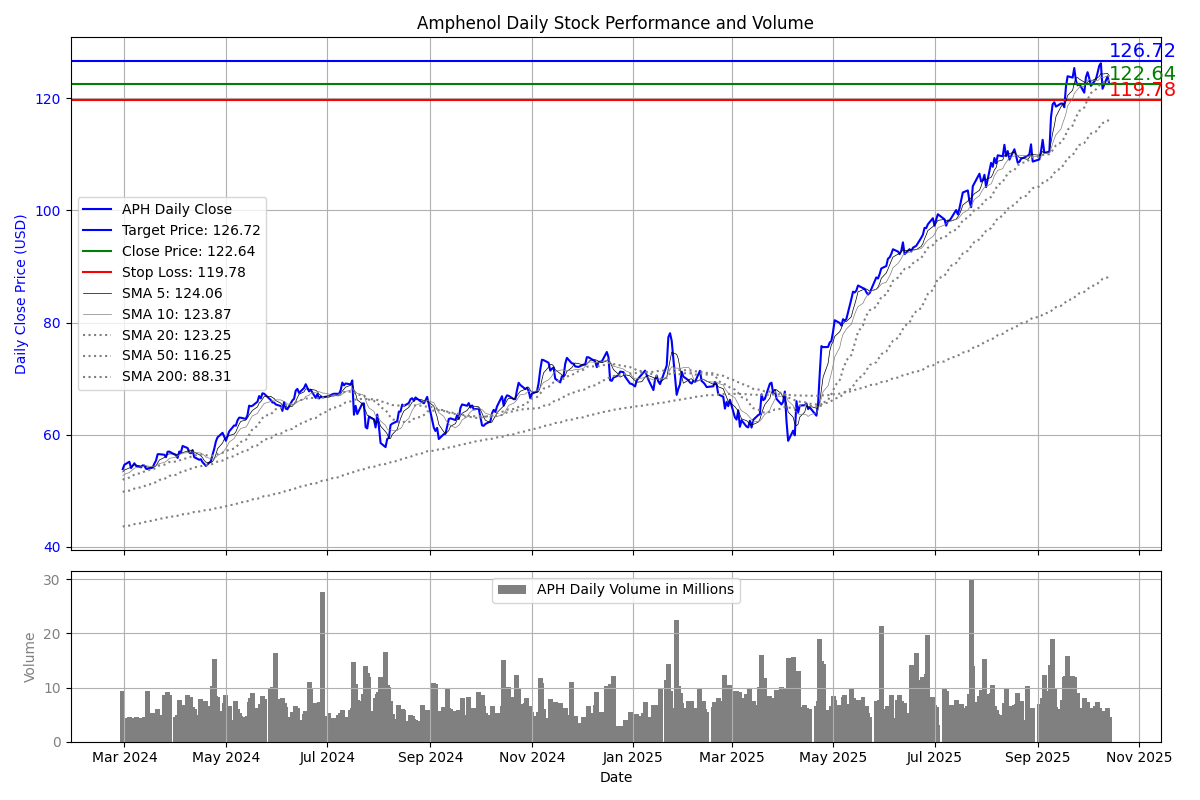 Amphenol Daily Stock Performance and Volume
126.72
122.64
119.78
120
100
80
60
40
Daily Close Price (USD)
APH Daily Close
Target Price: 126.72
Close Price: 122.64
Stop Loss: 119.78
SMA 5: 124.06
SMA 10: 123.87
SMA 20: 123.25
SMA 50: 116.25
SMA 200: 88.31
APH Daily Volume in Millions
30
20
10
0
Volume
Mar 2024 May 2024 Jul 2024 Sep 2024 Nov 2024 Jan 2025 Mar 2025 May 2025 Jul 2025 Sep 2025 Nov 2025
Date